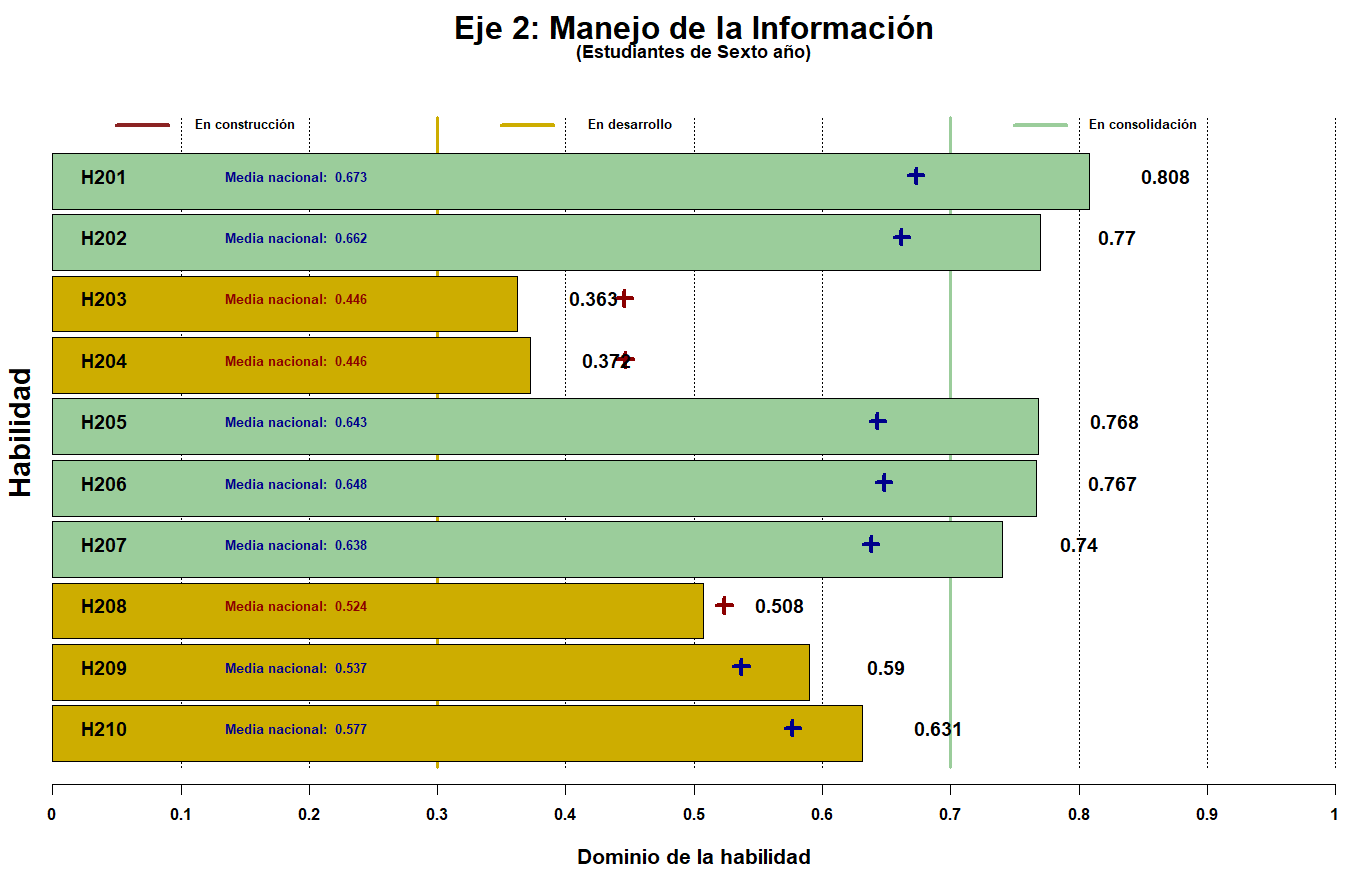 Eje 2: Manejo de la Información
(Estudiantes de Sexto año)
En construcción En desarrollo En consolidación
H201 Media nacional: 0.673 0.808
H202 Media nacional: 0.662 0.77
H203 Media nacional: 0.446 0.363
H204 Media nacional: 0.446 0.372
H205 Media nacional: 0.643 0.768
H206 Media nacional: 0.648 0.767
H207 Media nacional: 0.638 0.74
H208 Media nacional: 0.524 0.508
H209 Media nacional: 0.537 0.59
H210 Media nacional: 0.577 0.631
Habilidad
0 0.1 0.2 0.3 0.4 0.5 0.6 0.7 0.8 0.9 1
Dominio de la habilidad